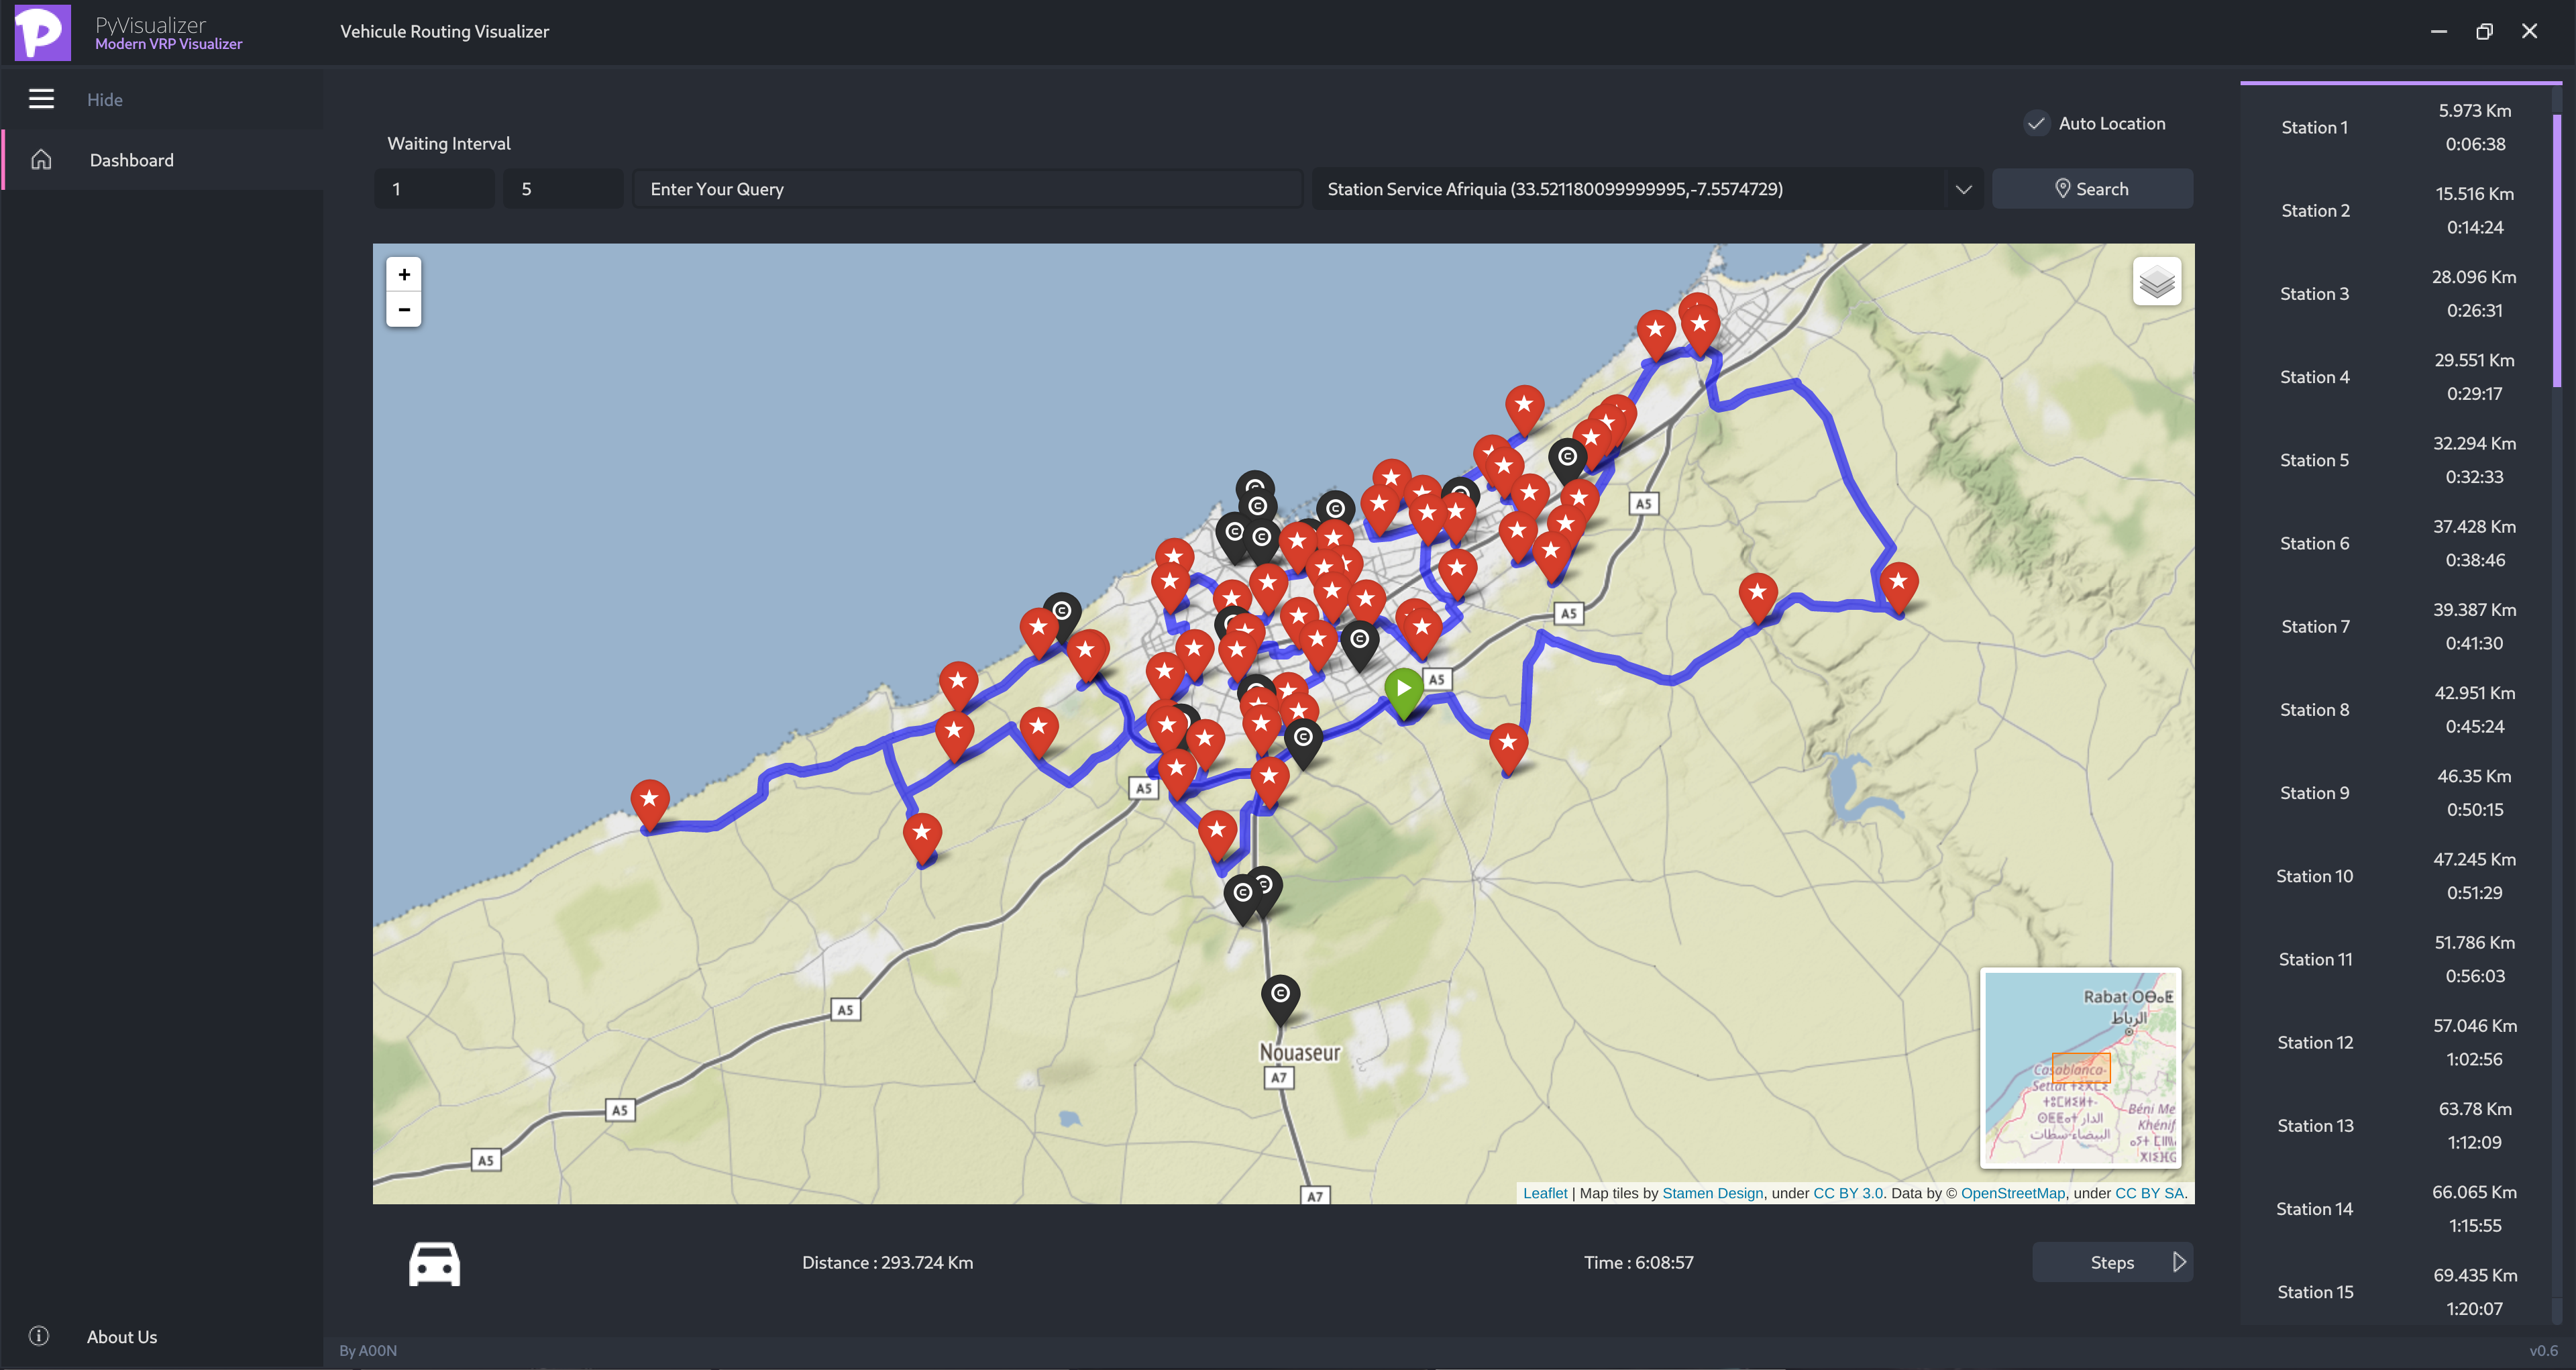 PyVisualizer
Modern VRP Visualizer
Vehicule Routing Visualizer
Hide
Dashboard
Auto Location
Waiting Interval
1
5
Enter Your Query
Station Service Afriquia (33.521180099999995,-7.5574729)
Search
+
−
A5
A5
A5
A5
A5
A5
A5
Nouaseur
A7
A7
Rabat ⵔⴱⴰⵟ
الرباط
Casablanca-
Settat
الدار
البيضاء-سطات
Béni Me
Khénif
Leaflet | Map tiles by Stamen Design, under CC BY 3.0. Data by © OpenStreetMap, under CC BY SA.
Distance : 293.724 Km
Time : 6:08:57
Steps
Station 1
5.973 Km
0:06:38
Station 2
15.516 Km
0:14:24
Station 3
28.096 Km
0:26:31
Station 4
29.551 Km
0:29:17
Station 5
32.294 Km
0:32:33
Station 6
37.428 Km
0:38:46
Station 7
39.387 Km
0:41:30
Station 8
42.951 Km
0:45:24
Station 9
46.35 Km
0:50:15
Station 10
47.245 Km
0:51:29
Station 11
51.786 Km
0:56:03
Station 12
57.046 Km
1:02:56
Station 13
63.78 Km
1:12:09
Station 14
66.065 Km
1:15:55
Station 15
69.435 Km
1:20:07
About Us
By A00N
v0.6